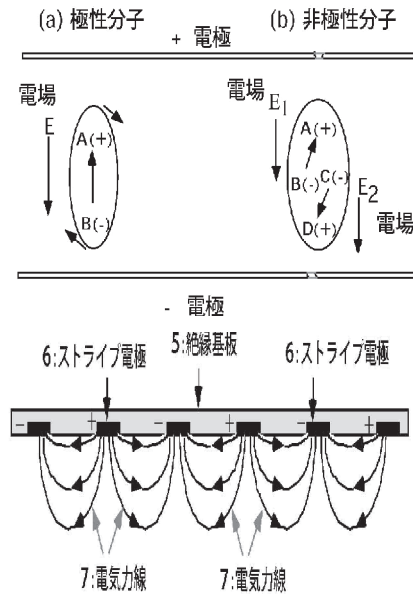 (a) 極性分子
(b) 非極性分子
+ 電極
電場
E
A(+)
B(-)
電場
E1
A(+)
B(-)
C(-)
D(+)
E2
電場
- 電極
6:ストライプ電極
5:絶縁基板
6:ストライプ電極
- + - + - +
7:電気力線
7:電気力線